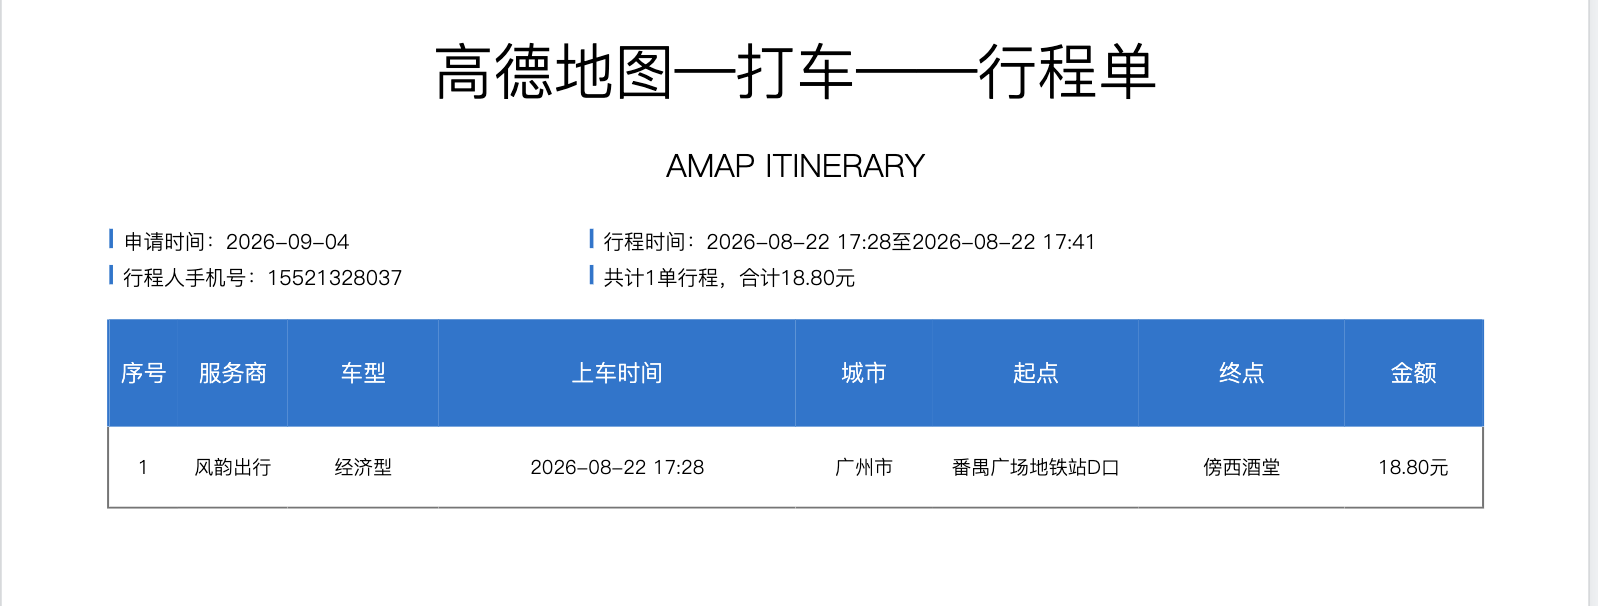 高德地图—打车——行程单
AMAP ITINERARY
申请时间：2026-09-04 行程时间：2026-08-22 17:28至2026-08-22 17:41
行程人手机号：15521328037 共计1单行程，合计18.80元
序号 服务商 车型 上车时间 城市 起点 终点 金额
1 风韵出行 经济型 2026-08-22 17:28 广州市 番禺广场地铁站D口 傍西酒堂 18.80元